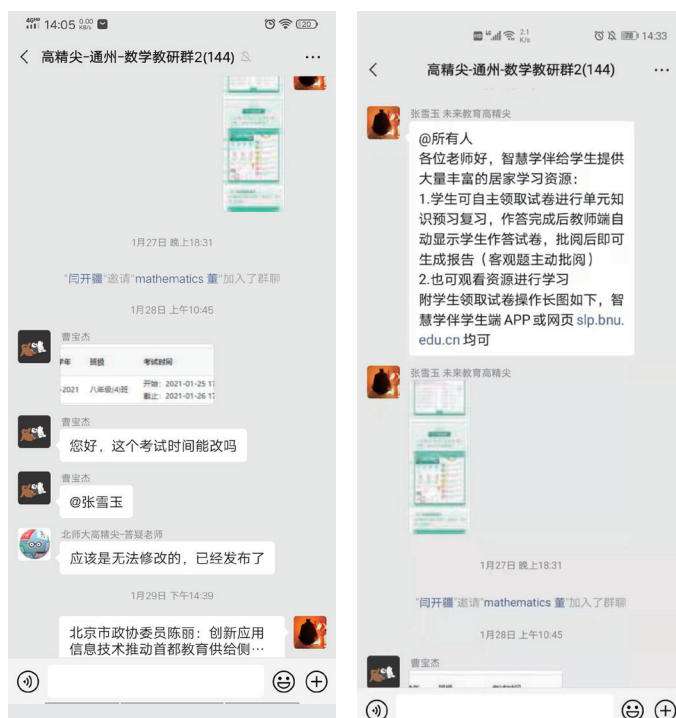 4G HD 14:05 0.00 KB/s
20
高精尖-通州-数学教研群2(144)
1月27日 晚上18:31
"闫开疆"邀请"mathematics 董"加入了群聊
1月28日 上午10:45
曹宝杰
学年 班级 考试时间
-2021 八年级(4)班 开始: 2021-01-25 17
截止: 2021-01-26 17
曹宝杰
您好，这个考试时间能改吗
曹宝杰
@张雪玉
北师大高精尖-答疑老师
应该是无法修改的，已经发布了
1月29日 下午14:39
北京市政协委员陈丽：创新应用
信息技术推动首都教育供给侧…
2.1 K/s
14:33
高精尖-通州-数学教研群2(144)
张雪玉 未来教育高精尖
@所有人
各位老师好，智慧学伴给学生提供
大量丰富的居家学习资源：
1.学生可自主领取试卷进行单元知
识预习复习，作答完成后教师端自
动显示学生作答试卷，批阅后即可
生成报告（客观题主动批阅）
2.也可观看资源进行学习
附学生领取试卷操作长图如下，智
慧学伴学生端 APP 或网页 slp.bnu.
edu.cn 均可
张雪玉 未来教育高精尖
1月27日 晚上18:31
"闫开疆"邀请"mathematics 董"加入了群聊
1月28日 上午10:45
曹宝杰